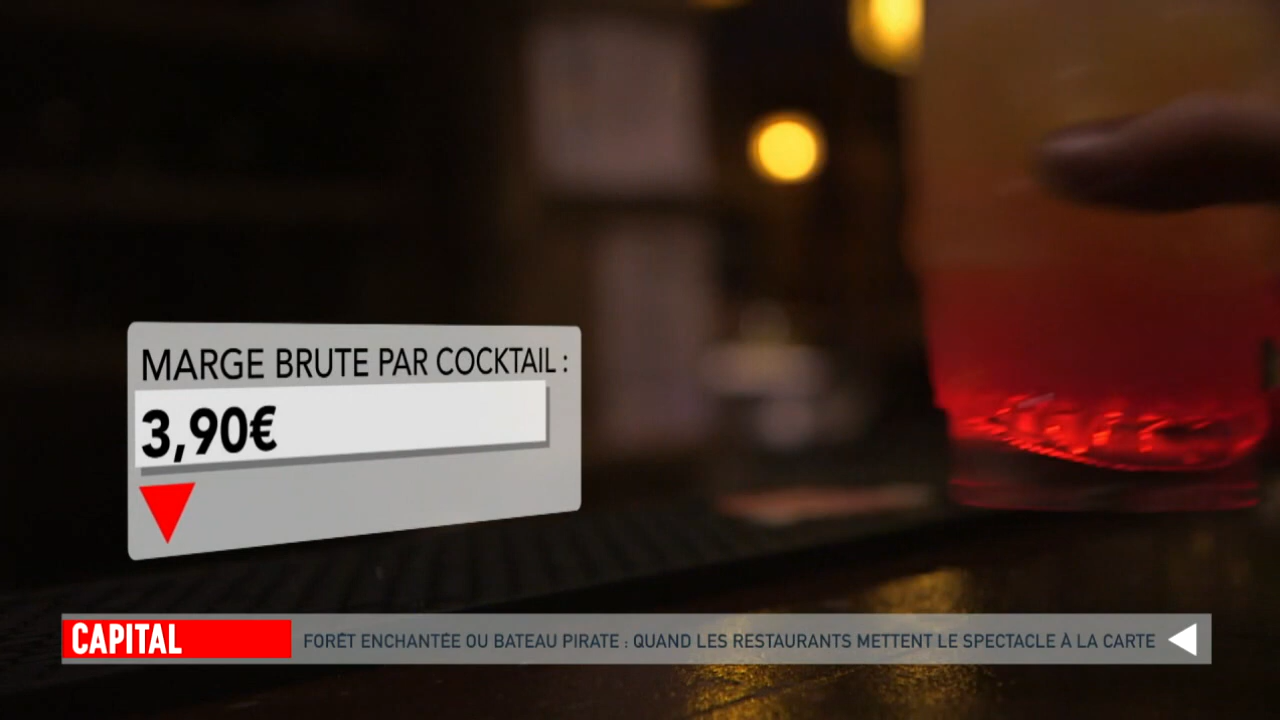 MARGE BRUTE PAR COCKTAIL :
3,90€
CAPITAL
FORÊT ENCHANTÉE OU BATEAU PIRATE : QUAND LES RESTAURANTS METTENT LE SPECTACLE À LA CARTE